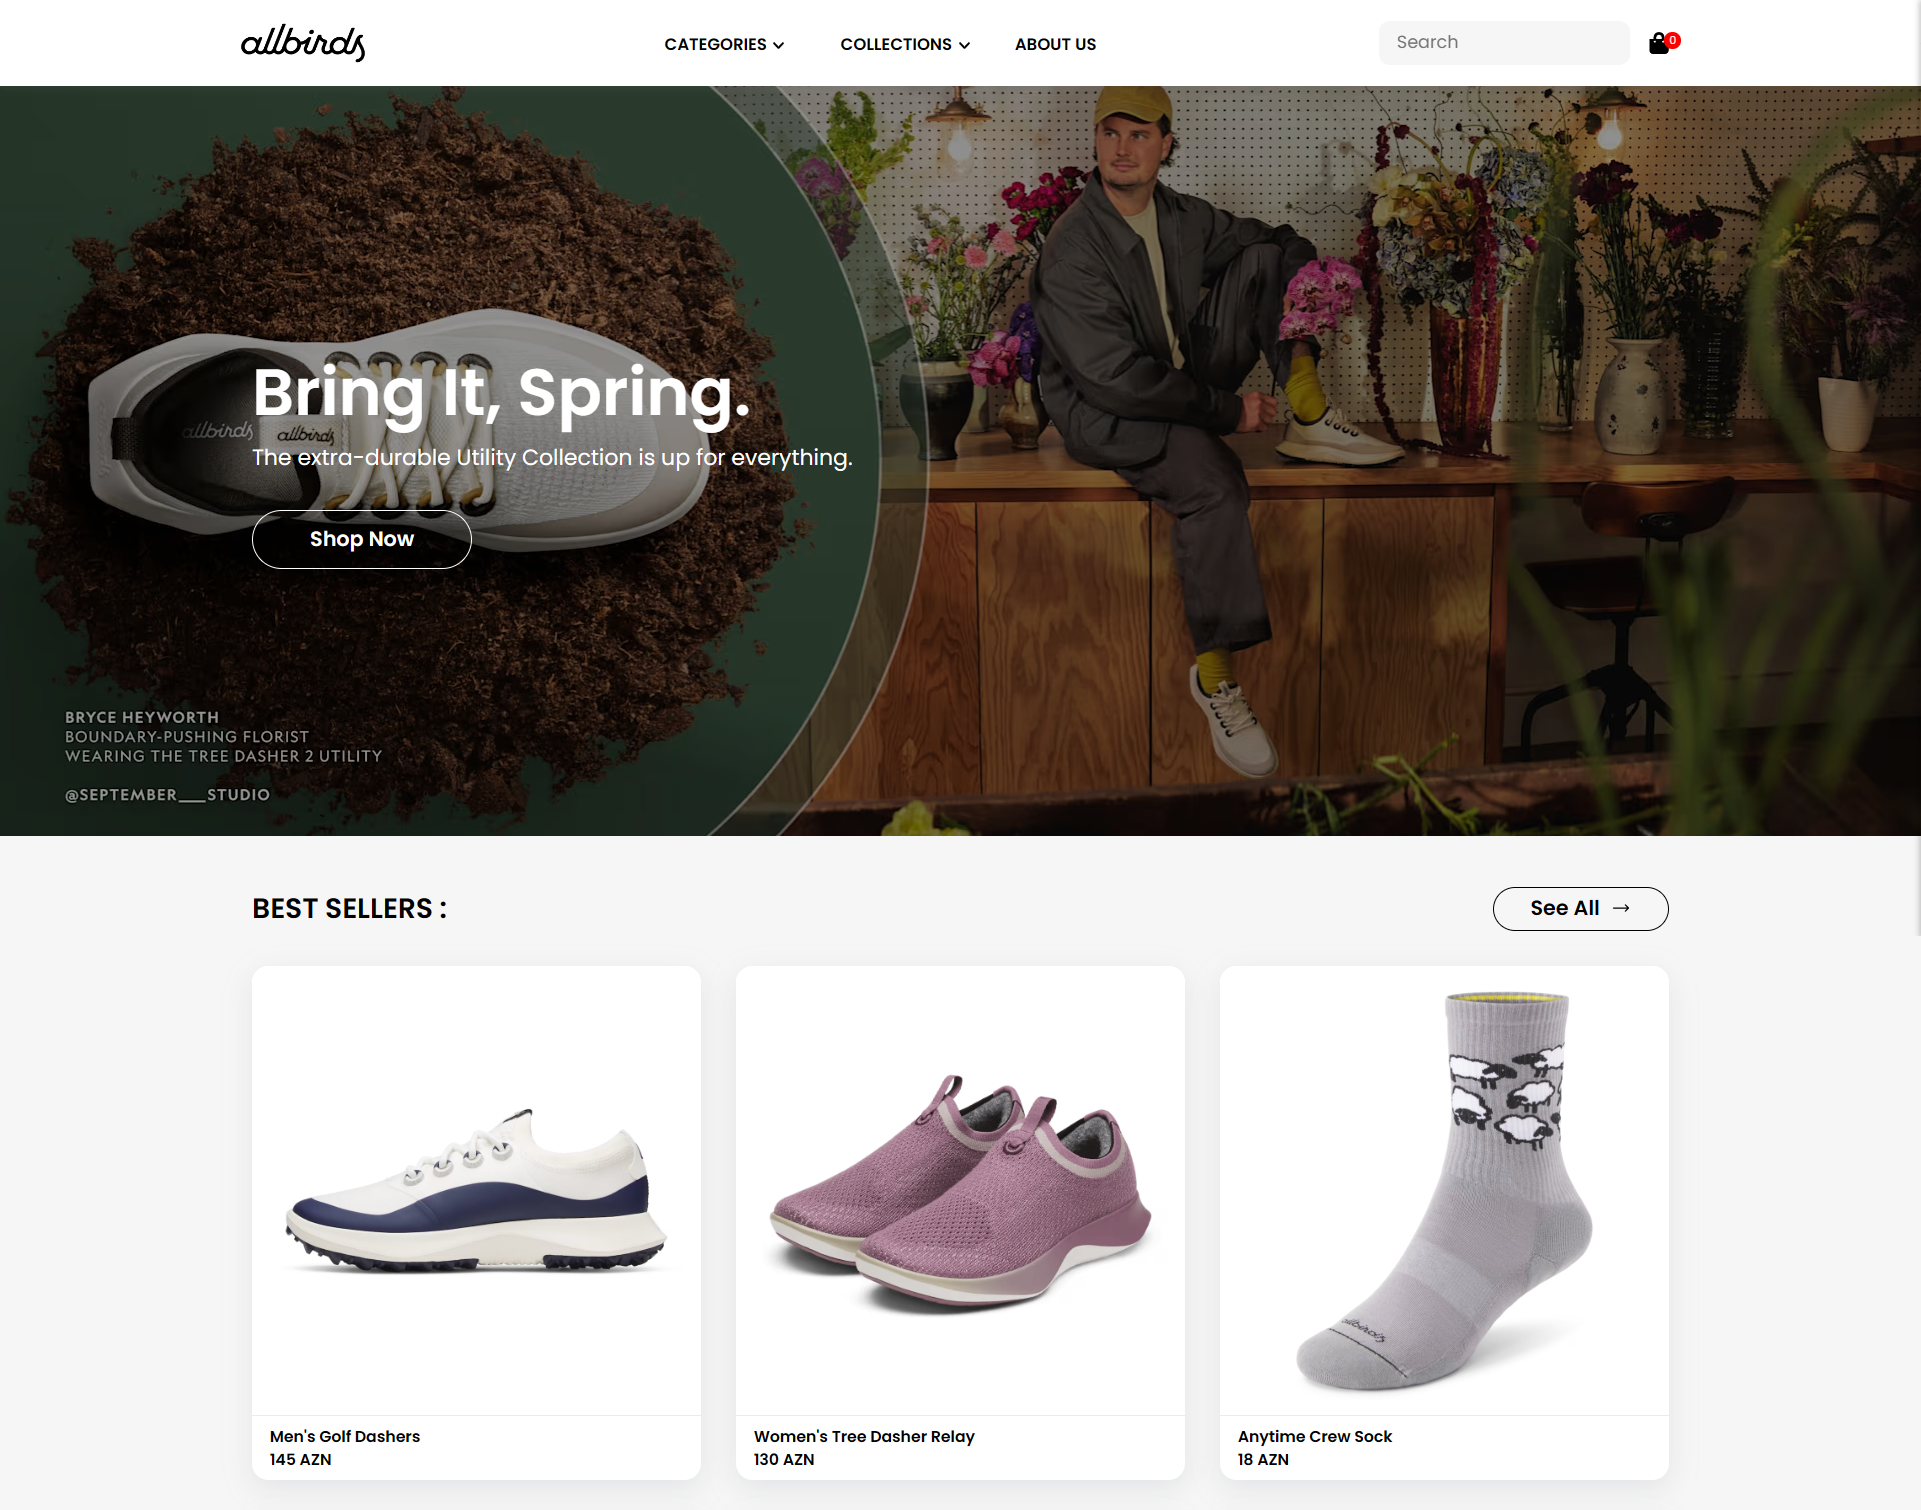 allbirds
CATEGORIES
COLLECTIONS
ABOUT US
Search
0
allbirds
allbirds
Bring It, Spring.
The extra-durable Utility Collection is up for everything.
Shop Now
BRYCE HEYWORTH
BOUNDARY-PUSHING FLORIST
WEARING THE TREE DASHER 2 UTILITY
@SEPTEMBER___STUDIO
BEST SELLERS :
See All →
allbirds
Men's Golf Dashers
145 AZN
Women's Tree Dasher Relay
130 AZN
Anytime Crew Sock
18 AZN